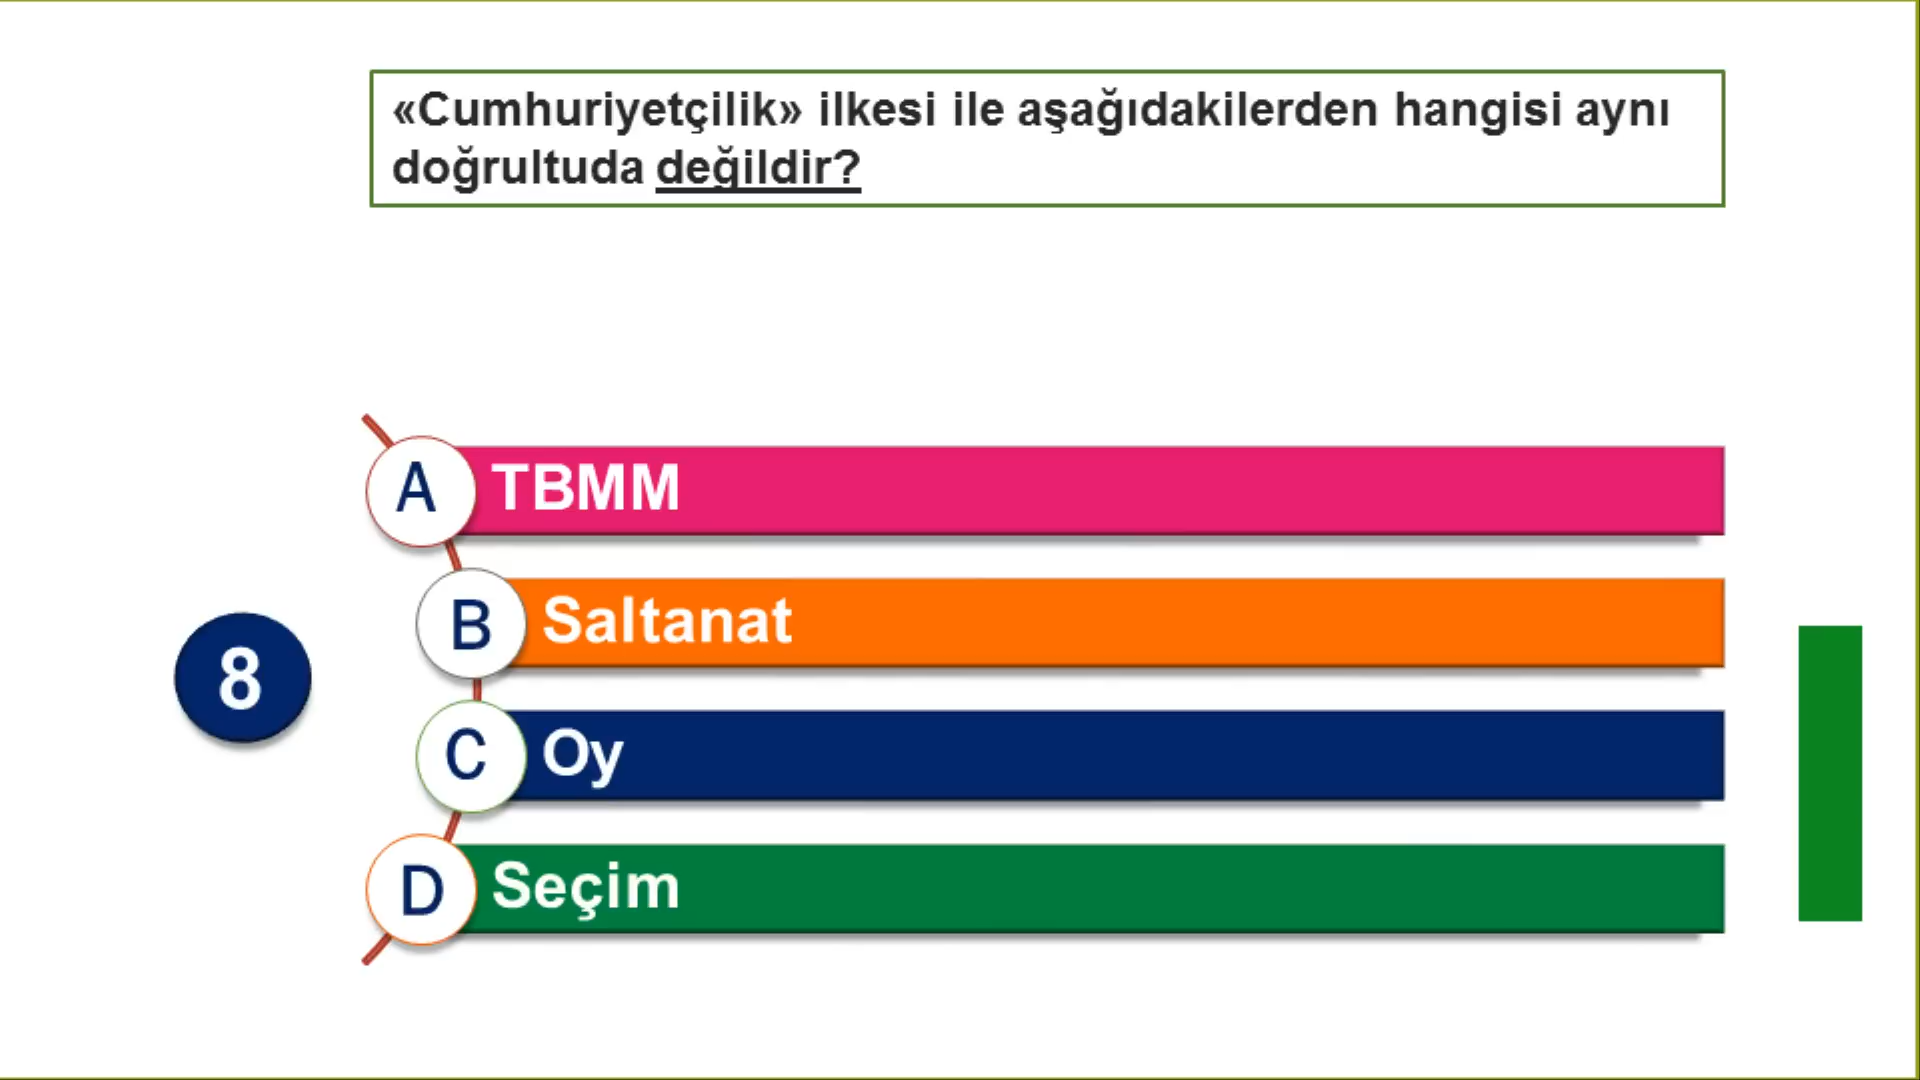 «Cumhuriyetçilik» ilkesi ile aşağıdakilerden hangisi aynı
doğrultuda değildir?
A TBMM
B Saltanat
8
C Oy
D Seçim